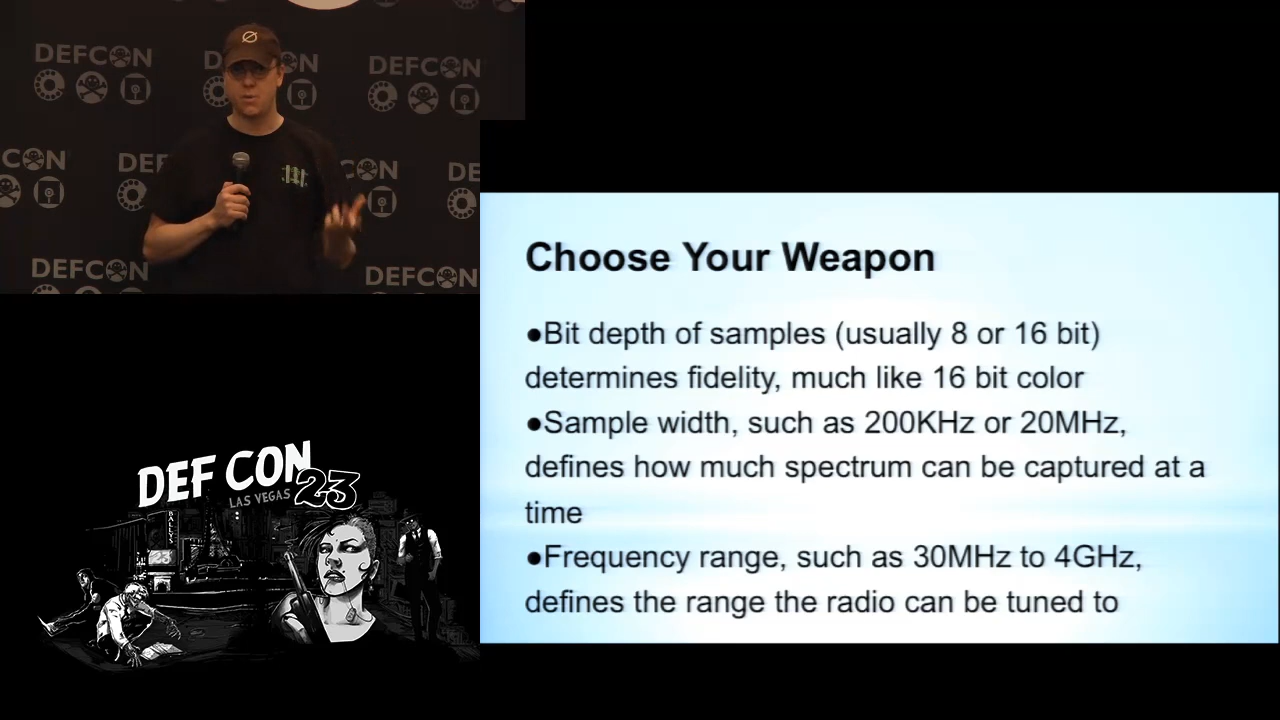 DEFCON
DEFCON
DEFCON
DEFCON
DEFCON
DEF CON 23
LAS VEGAS
BALLYS
Choose Your Weapon
●Bit depth of samples (usually 8 or 16 bit)
determines fidelity, much like 16 bit color
●Sample width, such as 200KHz or 20MHz,
defines how much spectrum can be captured at a
time
●Frequency range, such as 30MHz to 4GHz,
defines the range the radio can be tuned to